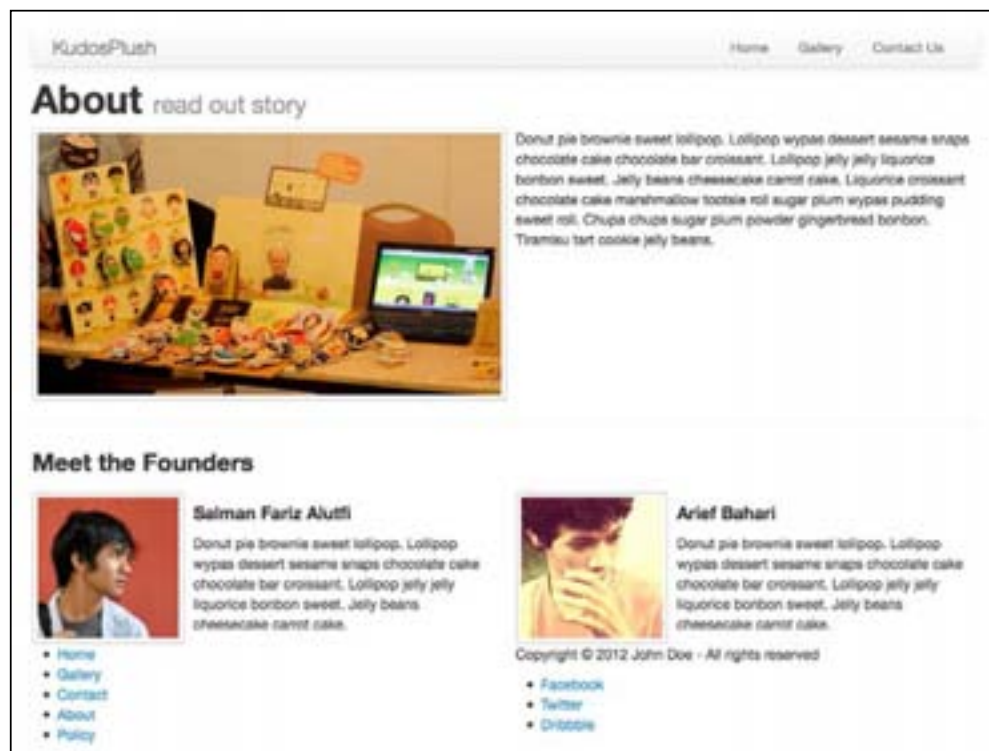 KudosPlush
Home Gallery Contact Us
About read out story
Donut pie brownie sweet lollipop. Lollipop wypas dessert sesame snaps
chocolate cake chocolate bar croissant. Lollipop jelly jelly liquorice
bonbon sweet. Jelly beans cheesecake carrot cake. Liquorice croissant
chocolate cake marshmallow tootsie roll sugar plum wypas pudding
sweet roll. Chupa chups sugar plum powder gingerbread bonbon.
Tiramisu tart cookie jelly beans.
Meet the Founders
Salman Fariz Alutfi
Donut pie brownie sweet lollipop. Lollipop
wypas dessert sesame snaps chocolate cake
chocolate bar croissant. Lollipop jelly jelly
liquorice bonbon sweet. Jelly beans
cheesecake carrot cake.
Home
Gallery
Contact
About
Policy
Arief Bahari
Donut pie brownie sweet lollipop. Lollipop
wypas dessert sesame snaps chocolate cake
chocolate bar croissant. Lollipop jelly jelly
liquorice bonbon sweet. Jelly beans
cheesecake carrot cake.
Copyright © 2012 John Doe - All rights reserved
Facebook
Twitter
Dribbble